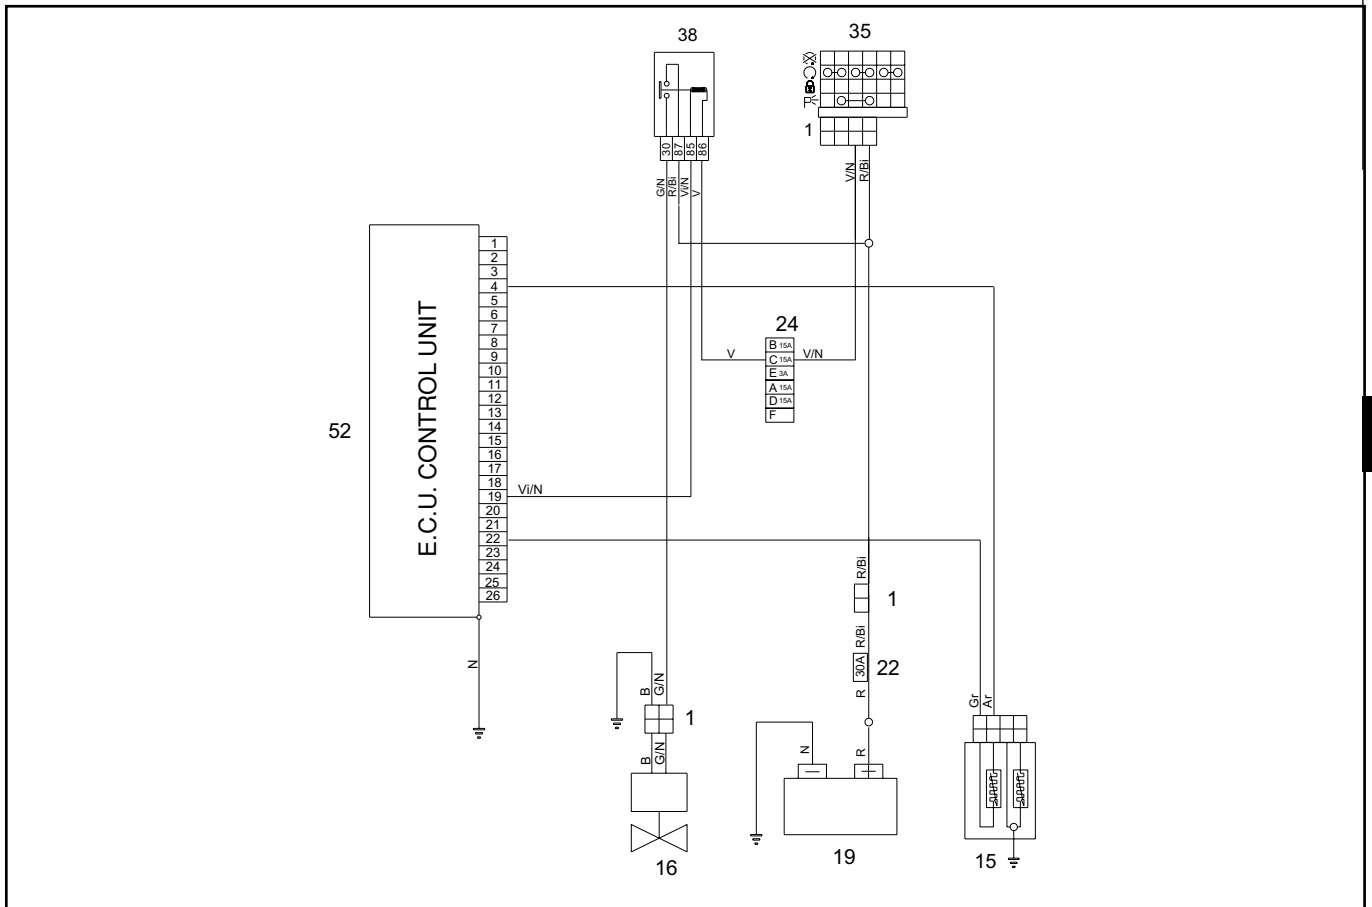 38
35
P
1
30
87
85
86
G/N
R/Bi
Vi/N
V
V/N
R/Bi
1
2
3
4
5
6
7
8
9
10
11
12
13
14
15
16
17
18
19
20
21
22
23
24
25
26
E.C.U. CONTROL UNIT
52
24
B 15A
C 15A
E 3A
A 15A
D 15A
F
V
V/N
Vi/N
N
R/Bi
1
R/Bi
30A
22
R
B
G/N
1
B
G/N
N
R
Gr
Ar
16
19
15